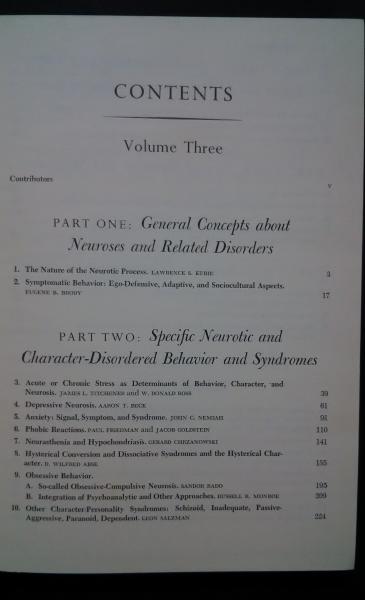 CONTENTS
Volume Three
Contributors v
PART ONE: General Concepts about
Neuroses and Related Disorders
1. The Nature of the Neurotic Process. LAWRENCE S. KUBIE 3
2. Symptomatic Behavior: Ego-Defensive, Adaptive, and Sociocultural Aspects.
EUGENE B. BRODY 17
PART TWO: Specific Neurotic and
Character-Disordered Behavior and Syndromes
3. Acute or Chronic Stress as Determinants of Behavior, Character, and
Neurosis. JAMES L. TITCHENER and W. DONALD ROSS 39
4. Depressive Neurosis. AARON T. BECK 61
5. Anxiety: Signal, Symptom, and Syndrome. JOHN C. NEMIAH 91
6. Phobic Reactions. PAUL FRIEDMAN and JACOB GOLDSTEIN 110
7. Neurasthenia and Hypochondriasis. GERARD CHRZANOWSKI 141
8. Hysterical Conversion and Dissociative Syndromes and the Hysterical Char-
acter. D. WILFRED ABSE 155
9. Obsessive Behavior.
A. So-called Obsessive-Compulsive Neurosis. SANDOR RADO 195
B. Integration of Psychoanalytic and Other Approaches. RUSSELL R. MONROE 209
10. Other Character-Personality Syndromes: Schizoid, Inadequate, Passive-
Aggressive, Paranoid, Dependent. LEON SALZMAN 224